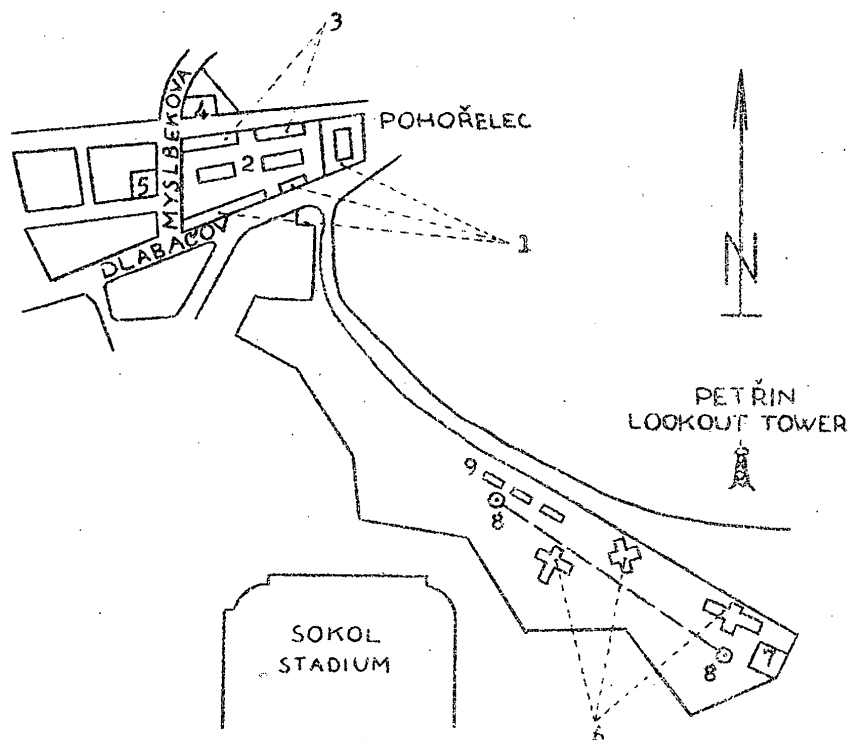 3
MYSLBEKOVA
4
POHOŘELEC
2
5
1
DLABAČOV
N
PETŘIN
LOOKOUT TOWER
9
8
SOKOL
STADIUM
8
7
6